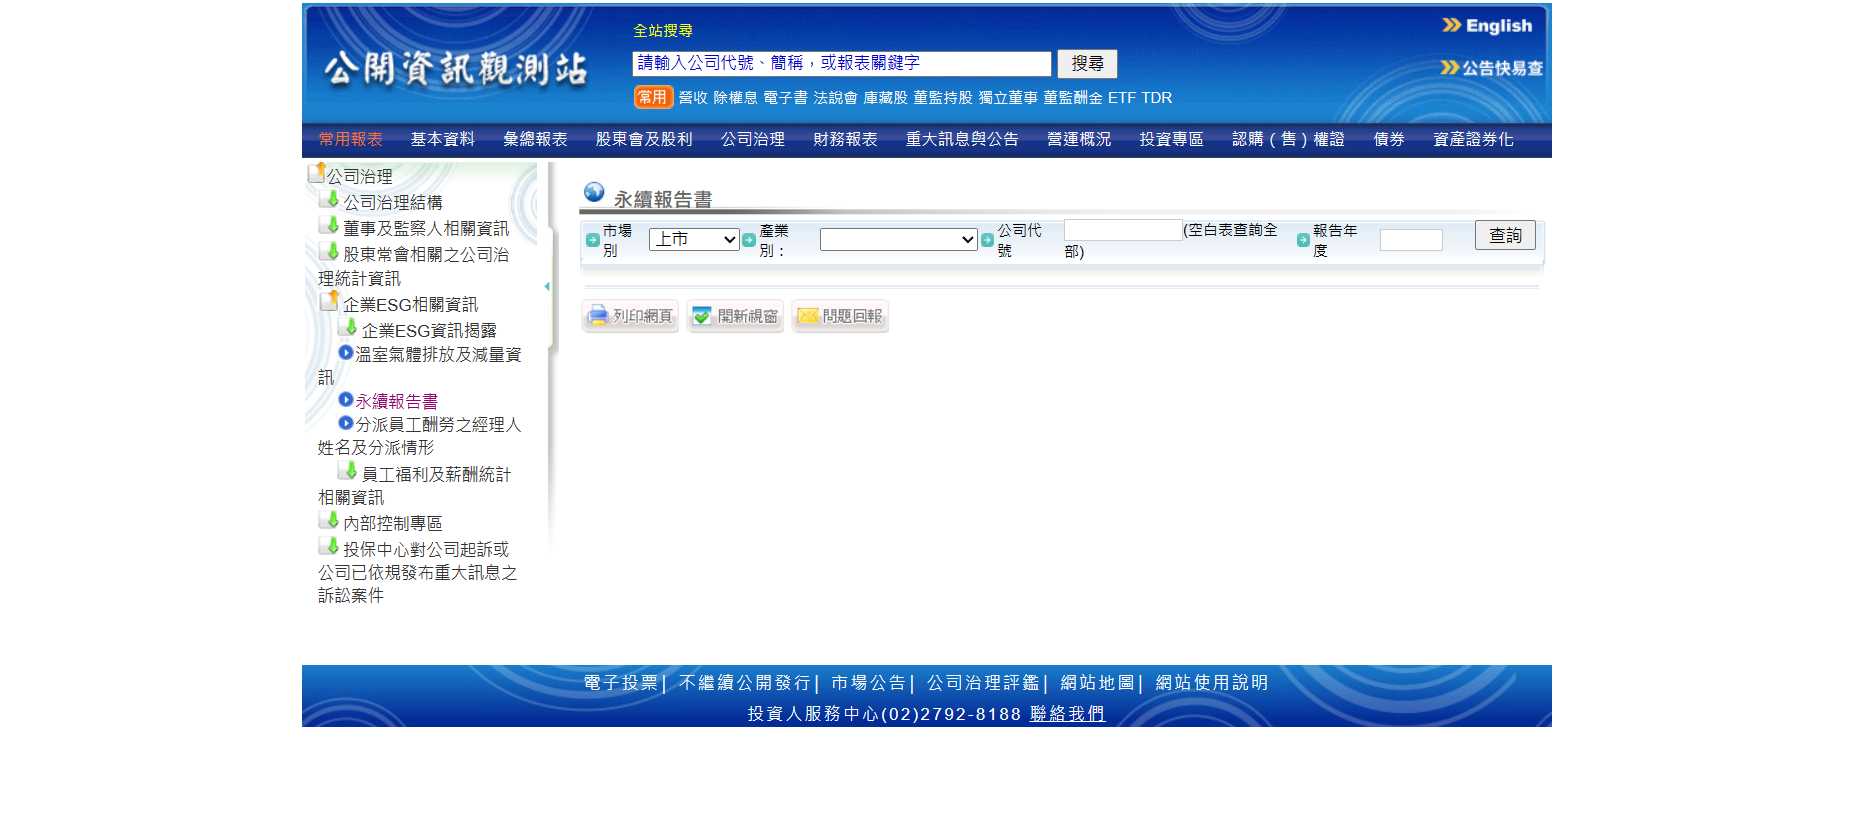 公開資訊觀測站
全站搜尋
請輸入公司代號、簡稱，或報表關鍵字
搜尋
常用 營收 除權息 電子書 法說會 庫藏股 董監持股 獨立董事 董監酬金 ETF TDR
English
公告快易查
常用報表 基本資料 彙總報表 股東會及股利 公司治理 財務報表 重大訊息與公告 營運概況 投資專區 認購（售）權證 債券 資產證券化
公司治理
公司治理結構
董事及監察人相關資訊
股東常會相關之公司治
理統計資訊
企業ESG相關資訊
企業ESG資訊揭露
溫室氣體排放及減量資
訊
永續報告書
分派員工酬勞之經理人
姓名及分派情形
員工福利及薪酬統計
相關資訊
內部控制專區
投保中心對公司起訴或
公司已依規發布重大訊息之
訴訟案件
永續報告書
市場
別
上市
產業
別：
公司代
號
(空白表查詢全
部)
報告年
度
查詢
列印網頁 開新視窗 問題回報
電子投票| 不繼續公開發行| 市場公告| 公司治理評鑑| 網站地圖| 網站使用說明
投資人服務中心(02)2792-8188 聯絡我們